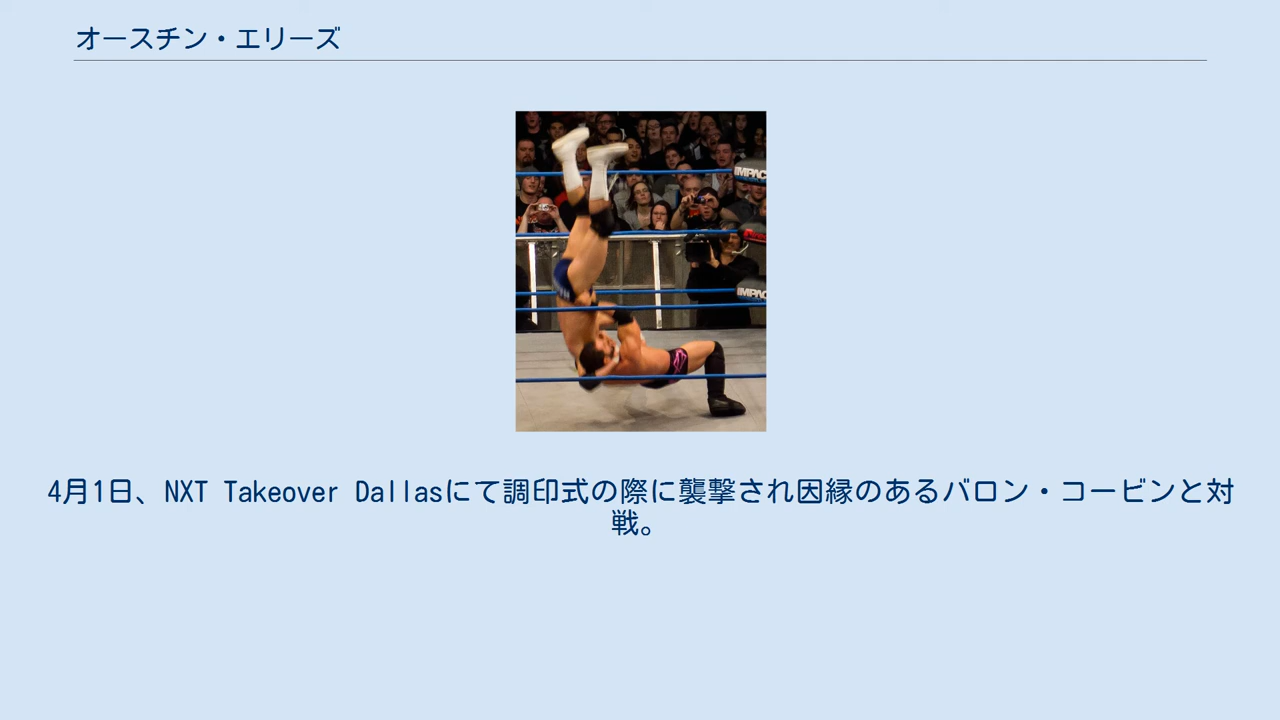 オースチン・エリーズ
IMPAC
IMPAC
4月1日、NXT Takeover Dallasにて調印式の際に襲撃され因縁のあるバロン・コービンと対
戦。